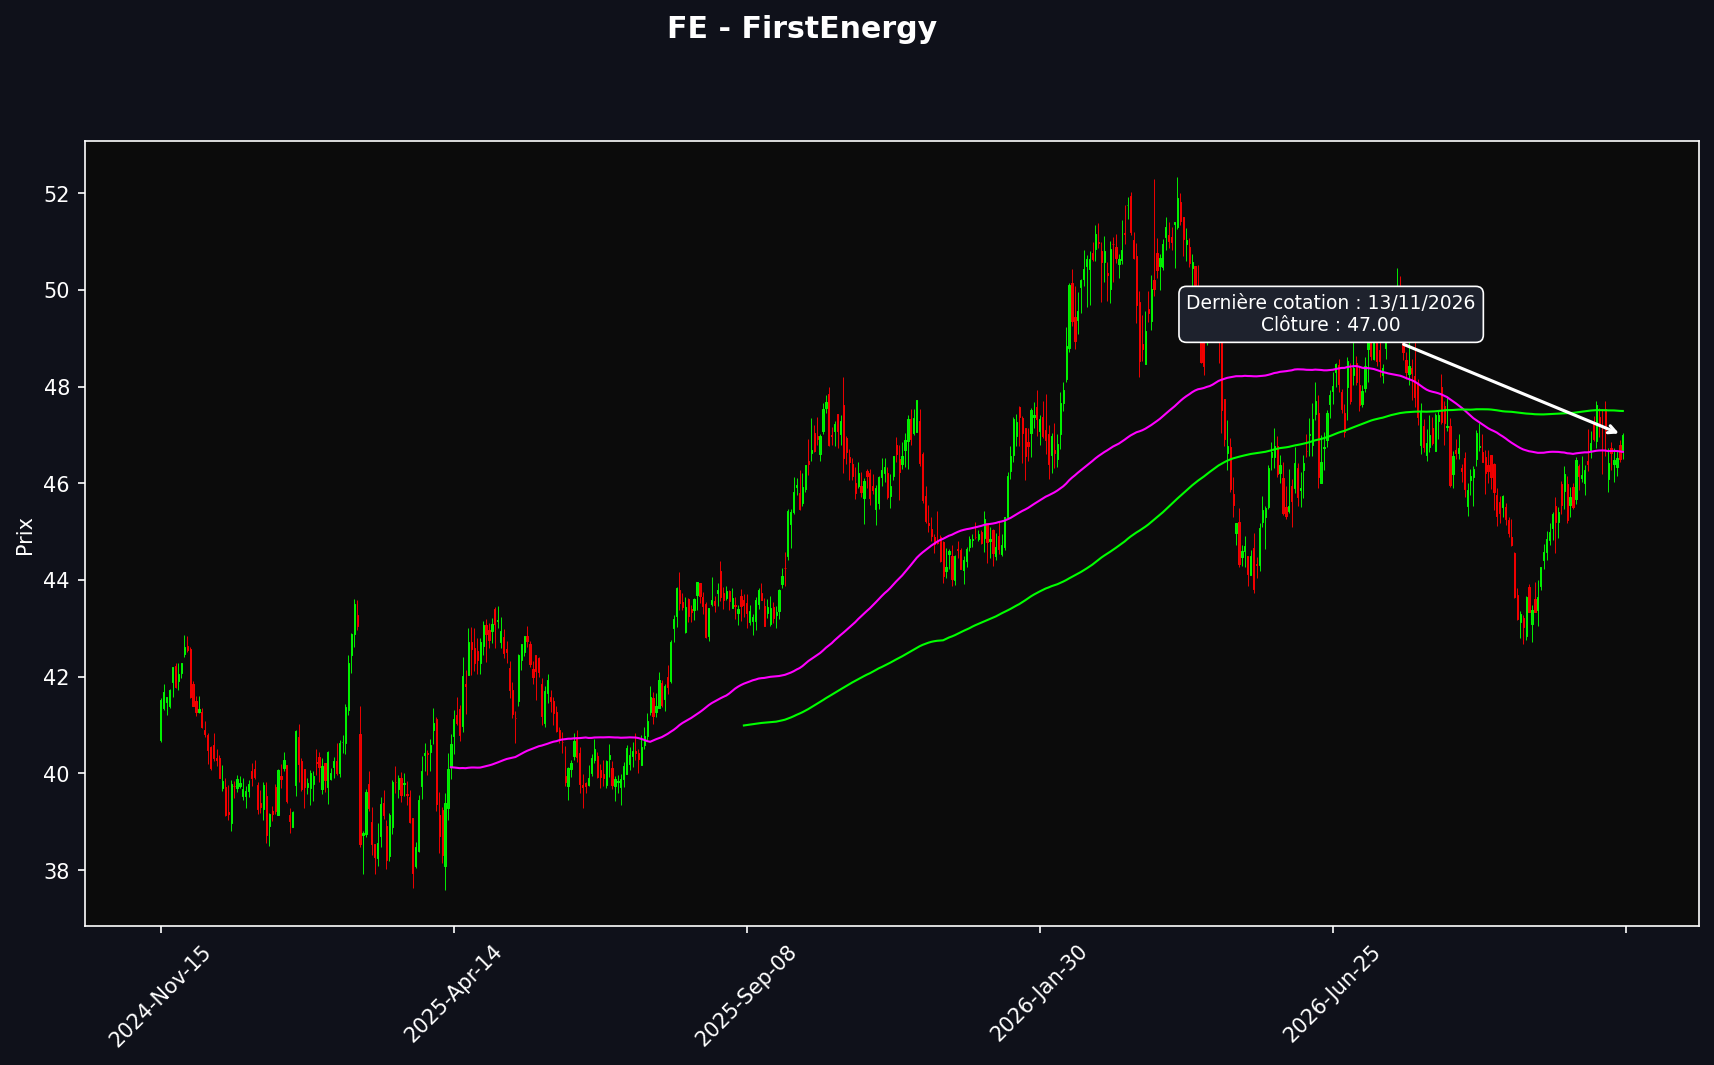 FE - FirstEnergy
Prix
52
50
48
46
44
42
40
38
Dernière cotation : 13/11/2026
Clôture : 47.00
2024-Nov-15
2025-Apr-14
2025-Sep-08
2026-Jan-30
2026-Jun-25